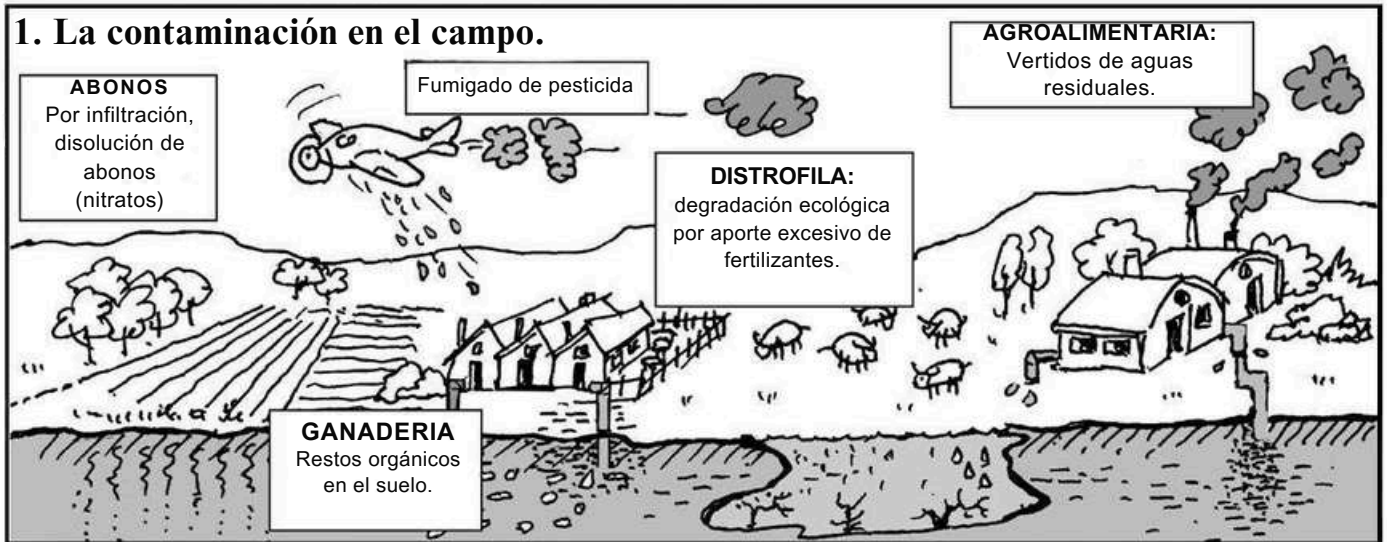 1. La contaminación en el campo.
ABONOS
Por infiltración,
disolución de
abonos
(nitratos)
Fumigado de pesticida
AGROALIMENTARIA:
Vertidos de aguas
residuales.
DISTROFILA:
degradación ecológica
por aporte excesivo de
fertilizantes.
GANADERIA
Restos orgánicos
en el suelo.